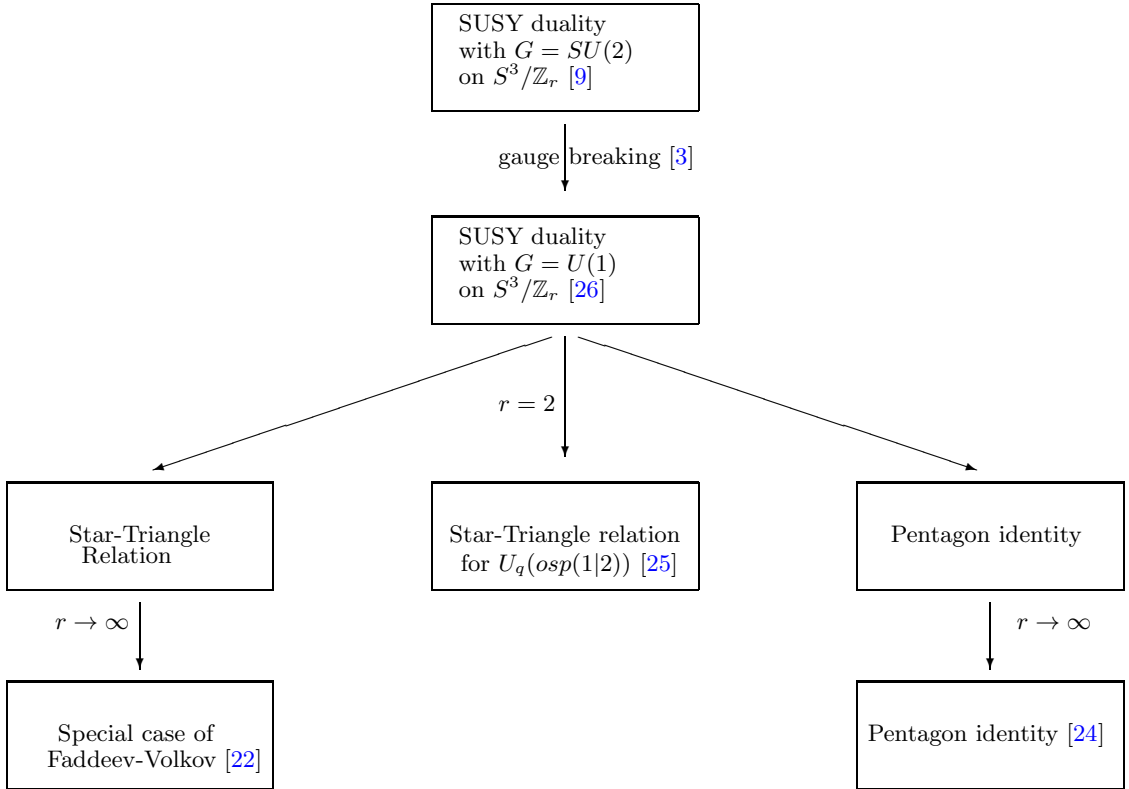 SUSY duality
with G = SU(2)
on S³/ℤᵣ [9]
gauge breaking [3]
SUSY duality
with G = U(1)
on S³/ℤᵣ [26]
r = 2
Star-Triangle
Relation
Star-Triangle relation
for U_q(osp(1|2)) [25]
Pentagon identity
r → ∞
r → ∞
Special case of
Faddeev-Volkov [22]
Pentagon identity [24]